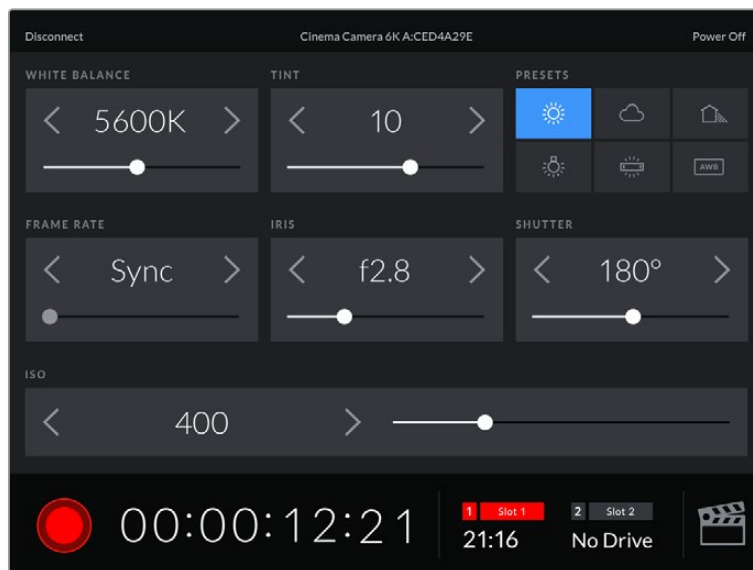 Disconnect Cinema Camera 6K A:CED4A29E Power Off
WHITE BALANCE TINT PRESETS
5600K 10
AWB
FRAME RATE IRIS SHUTTER
Sync f2.8 180°
ISO
400
00:00:12:21
1 Slot 1 2 Slot 2
21:16 No Drive